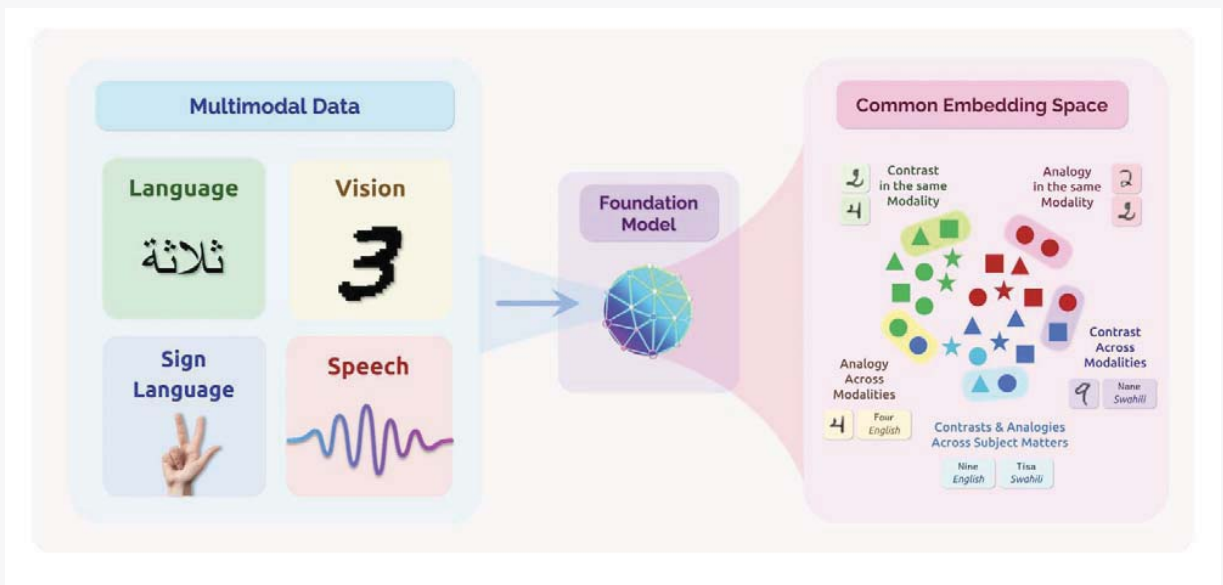 Multimodal Data
Language
ثلاثة
Vision
3
Sign
Language
Speech
Foundation
Model
Common Embedding Space
2
4
Contrast
in the same
Modality
Analogy
in the same
Modality
2
2
Analogy
Across
Modalities
4
Four
English
Contrast
Across
Modalities
9
Nane
Swahili
Contrasts & Analogies
Across Subject Matters
Nine
English
Tisa
Swahili